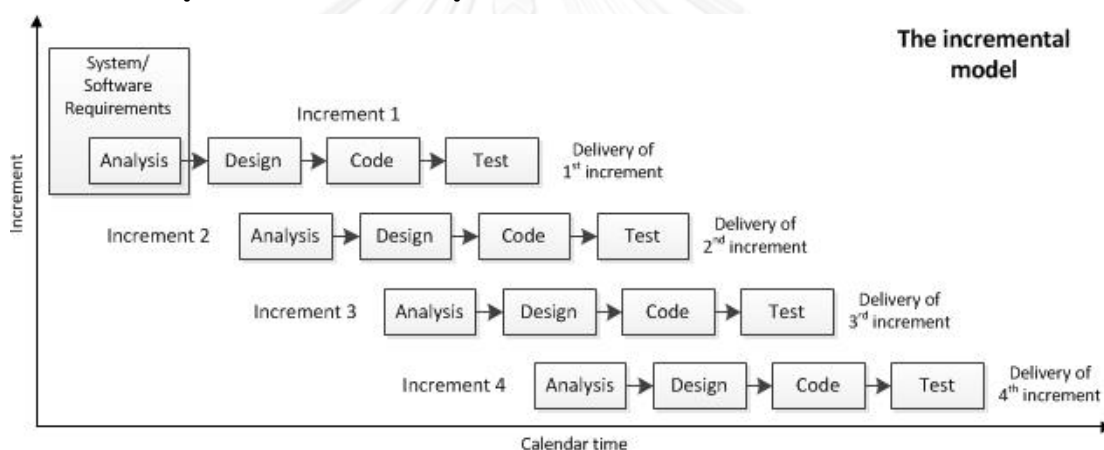 The incremental
model
System/
Software
Requirements
Increment 1
Analysis
Design
Code
Test
Delivery of
1st increment
Increment 2
Analysis
Design
Code
Test
Delivery of
2nd increment
Increment 3
Analysis
Design
Code
Test
Delivery of
3rd increment
Increment 4
Analysis
Design
Code
Test
Delivery of
4th increment
Increment
Calendar time